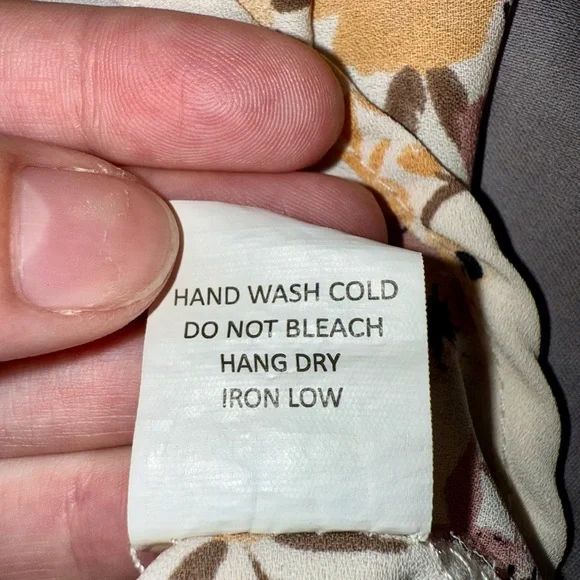 HAND WASH COLD
DO NOT BLEACH
HANG DRY
IRON LOW